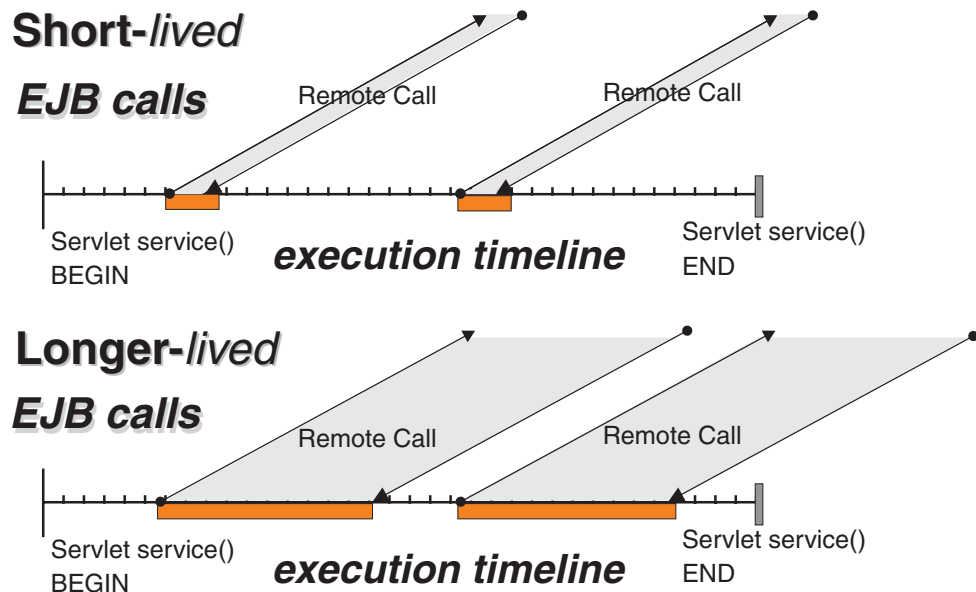 Short-lived
EJB calls
Remote Call
Remote Call
Servlet service()
BEGIN
execution timeline
Servlet service()
END
Longer-lived
EJB calls
Remote Call
Remote Call
Servlet service()
BEGIN
execution timeline
Servlet service()
END